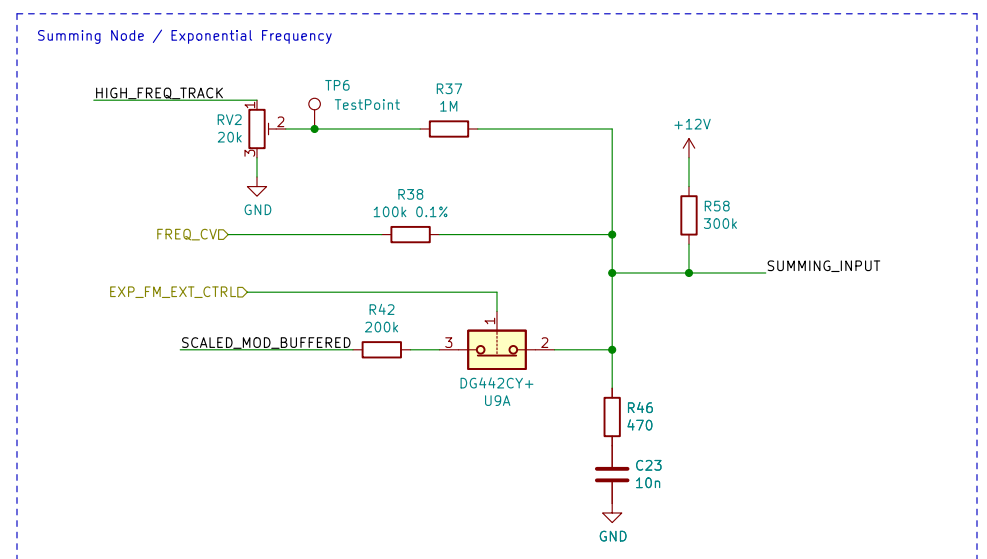 Summing Node / Exponential Frequency
HIGH_FREQ_TRACK
1
RV2
20k
2
3
GND
TP6
TestPoint
R37
1M
+12V
R58
300k
R38
100k 0.1%
FREQ_CV
SUMMING_INPUT
EXP_FM_EXT_CTRL
R42
200k
SCALED_MOD_BUFFERED
1
3
2
DG442CY+
U9A
R46
470
C23
10n
GND